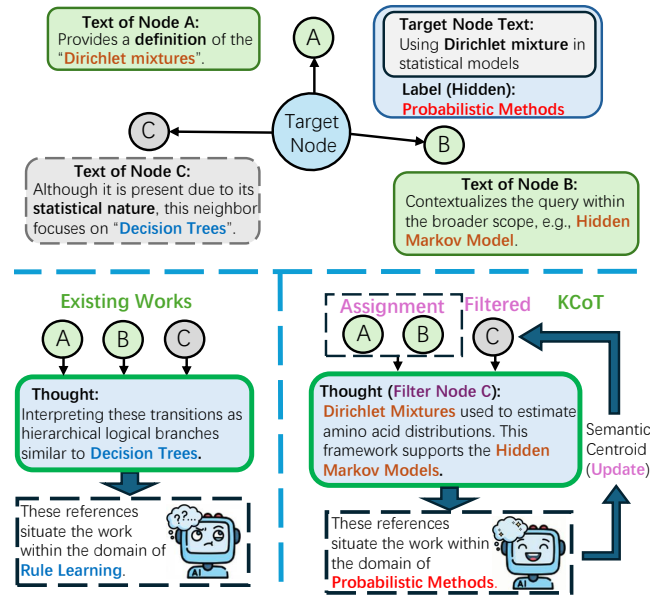 Text of Node A:
Provides a definition of the
“Dirichlet mixtures”.
A
Target Node Text:
Using Dirichlet mixture in
statistical models
Label (Hidden):
Probabilistic Methods
C
Target
Node
B
Text of Node C:
Although it is present due to its
statistical nature, this neighbor
focuses on “Decision Trees”.
Text of Node B:
Contextualizes the query within
the broader scope, e.g., Hidden
Markov Model.
Existing Works
A
B
C
Thought:
Interpreting these transitions as
hierarchical logical branches
similar to Decision Trees.
These references
situate the work
within the domain of
Rule Learning.
???
AI
Assignment
Filtered
KCoT
A
B
C
Thought (Filter Node C):
Dirichlet Mixtures used to estimate
amino acid distributions. This
framework supports the Hidden
Markov Models.
Semantic
Centroid
(Update)
These references
situate the work within
the domain of
Probabilistic Methods.
???
AI